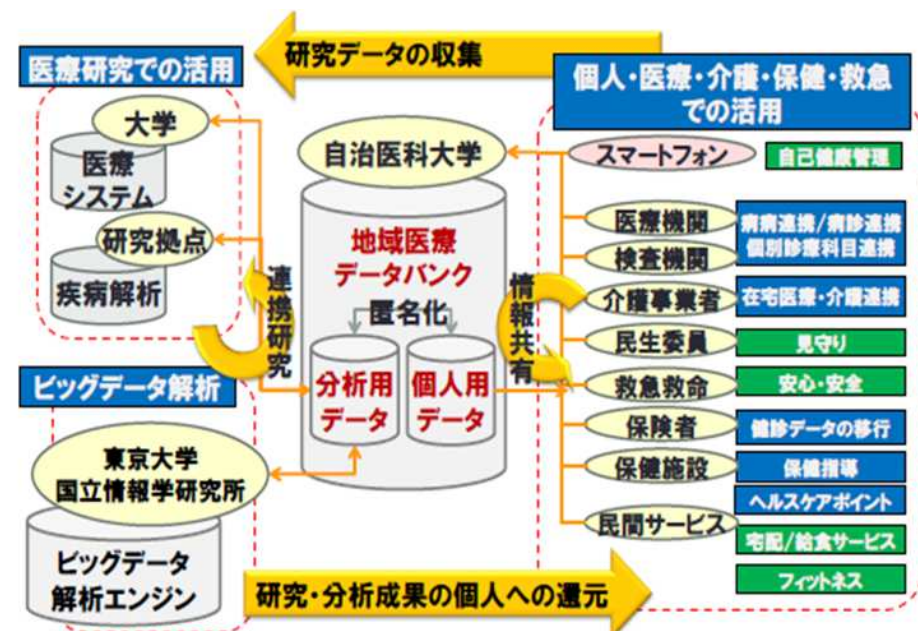 研究データの収集
医療研究での活用
大学
医療
システム
研究拠点
疾病解析
連携研究
ビッグデータ解析
東京大学
国立情報学研究所
ビッグデータ
解析エンジン
自治医科大学
地域医療
データバンク
匿名化
分析用
データ
個人用
データ
情報共有
個人・医療・介護・保健・救急
での活用
スマートフォン
自己健康管理
医療機関
検査機関
病病連携/病診連携
個別診療科目連携
介護事業者
在宅医療・介護連携
民生委員
見守り
救急救命
安心・安全
保険者
健診データの移行
保健施設
保健指導
ヘルスケアポイント
民間サービス
宅配/給食サービス
フィットネス
研究・分析成果の個人への還元